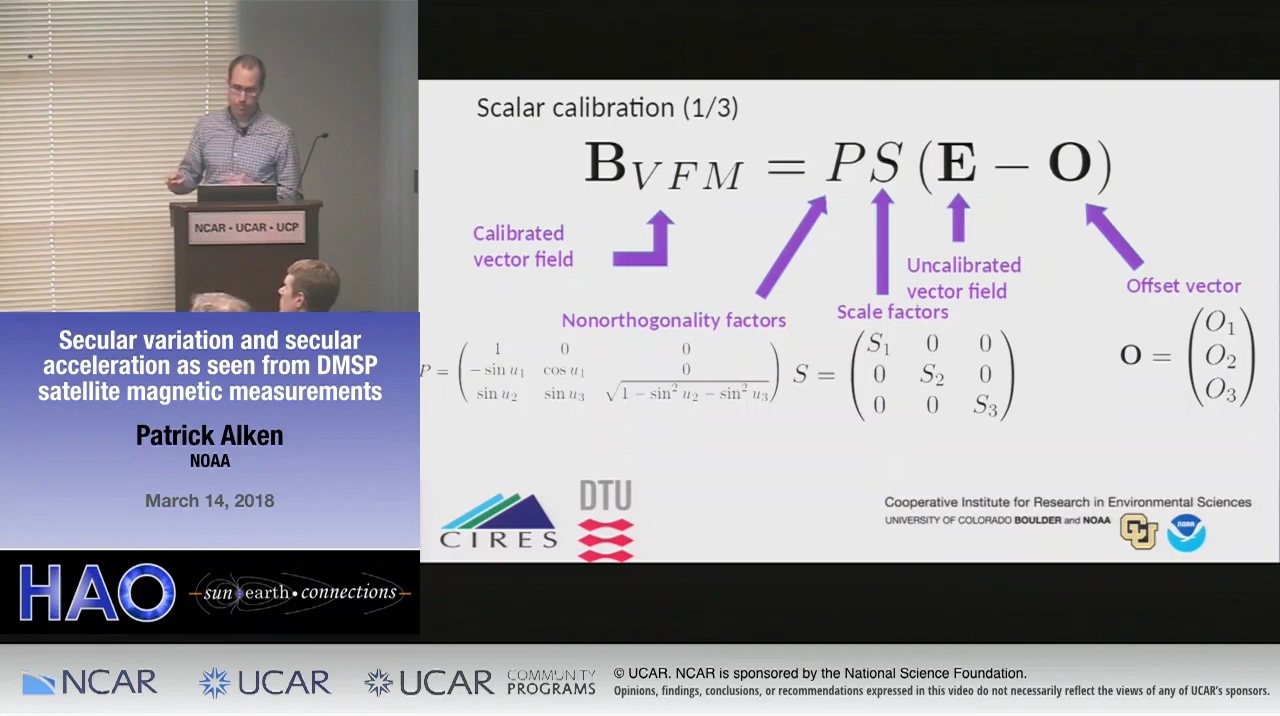 NCAR • UCAR • UCP
Secular variation and secular
acceleration as seen from DMSP
satellite magnetic measurements
Patrick Alken
NOAA
March 14, 2018
HAO
sun • earth • connections
Scalar calibration (1/3)
B_{VFM} = PS(E − O)
Calibrated
vector field
Nonorthogonality factors
Scale factors
Uncalibrated
vector field
Offset vector
P = ( 1 0 0
− sin u₁ cos u₁ 0
sin u₂ sin u₃ √(1 − sin² u₂ − sin² u₃) )
S = ( S₁ 0 0
0 S₂ 0
0 0 S₃ )
O = ( O₁
O₂
O₃ )
CIRES
DTU
Cooperative Institute for Research in Environmental Sciences
UNIVERSITY OF COLORADO BOULDER and NOAA
CU
NOAA
NCAR
UCAR
UCAR
COMMUNITY
PROGRAMS
© UCAR. NCAR is sponsored by the National Science Foundation.
Opinions, findings, conclusions, or recommendations expressed in this video do not necessarily reflect the views of any of UCAR's sponsors.